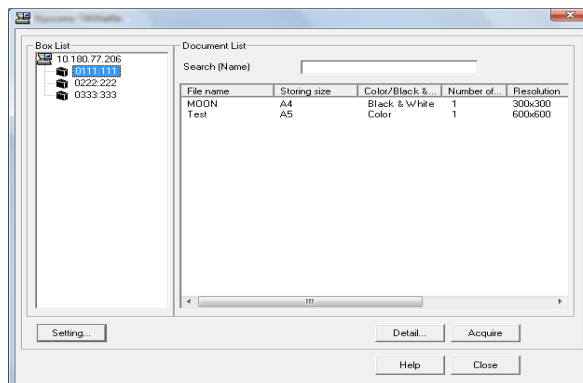 Box List
10.180.77.206
0111:111
0222:222
0333:333
Document List
Search (Name)
File name Storing size Color/Black &... Number of... Resolution
MOON A4 Black & White 1 300x300
Test A5 Color 1 600x600
Setting... Detail... Acquire
Help Close